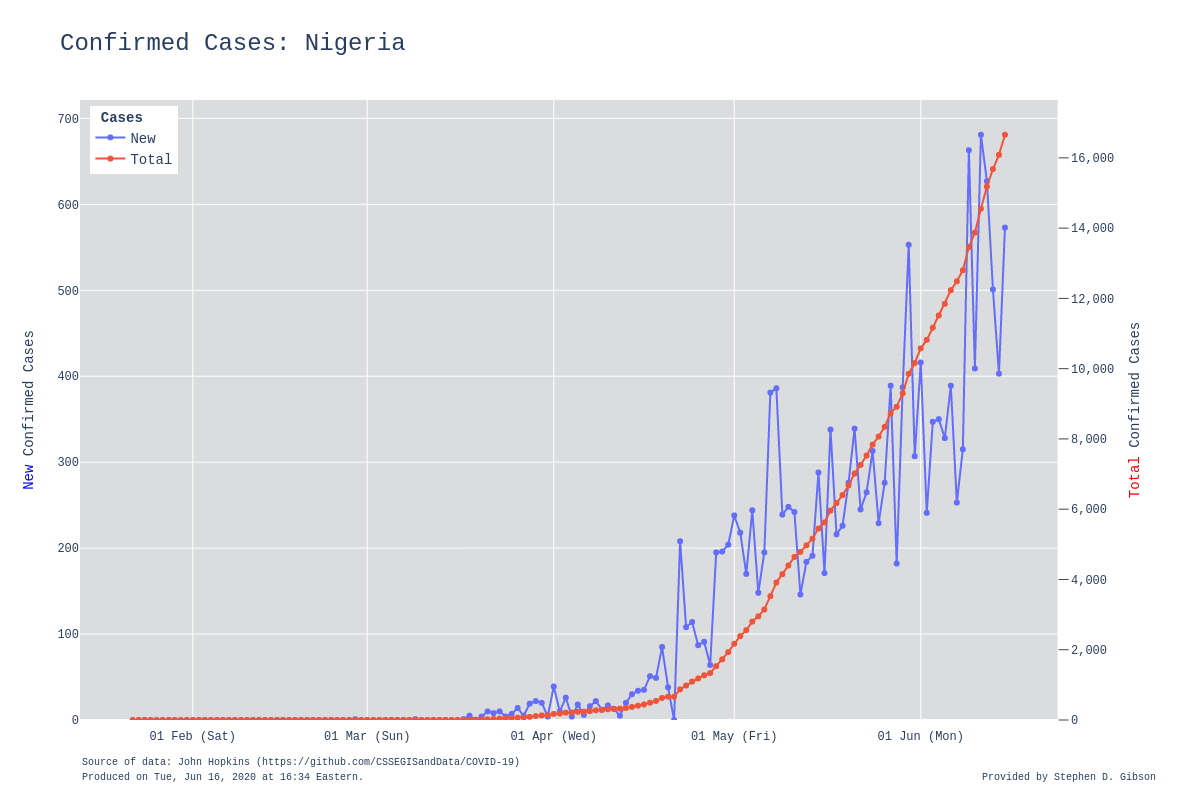 Confirmed Cases: Nigeria
Cases
New
Total
700
600
500
400
300
200
100
0
New Confirmed Cases
16,000
14,000
12,000
10,000
8,000
6,000
4,000
2,000
0
Total Confirmed Cases
01 Feb (Sat) 01 Mar (Sun) 01 Apr (Wed) 01 May (Fri) 01 Jun (Mon)
Source of data: John Hopkins (https://github.com/CSSEGISandData/COVID-19)
Produced on Tue, Jun 16, 2020 at 16:34 Eastern.
Provided by Stephen D. Gibson